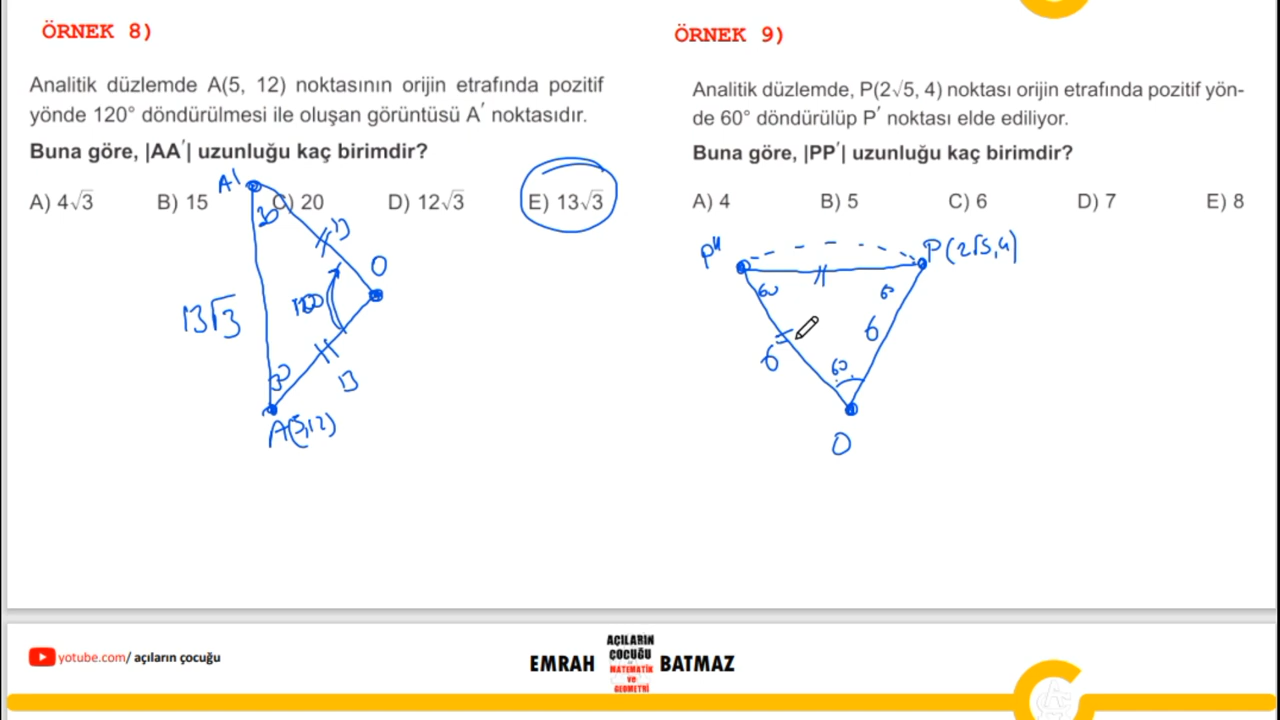 ÖRNEK 8)
Analitik düzlemde A(5, 12) noktasının orijin etrafında pozitif
yönde 120° döndürülmesi ile oluşan görüntüsü A′ noktasıdır.
Buna göre, |AA′| uzunluğu kaç birimdir?
A) 4√3 B) 15 C) 20 D) 12√3 E) 13√3
A'
30
13
O
120
13√3
30
13
A(5,12)
ÖRNEK 9)
Analitik düzlemde, P(2√5, 4) noktası orijin etrafında pozitif yön-
de 60° döndürülüp P′ noktası elde ediliyor.
Buna göre, |PP′| uzunluğu kaç birimdir?
A) 4 B) 5 C) 6 D) 7 E) 8
P''
P(2√5,4)
60
60
6
6
60
O
yotube.com/ açıların çocuğu
EMRAH
AÇILARIN
ÇOCUĞU
MATEMATİK
ve
GEOMETRİ
BATMAZ